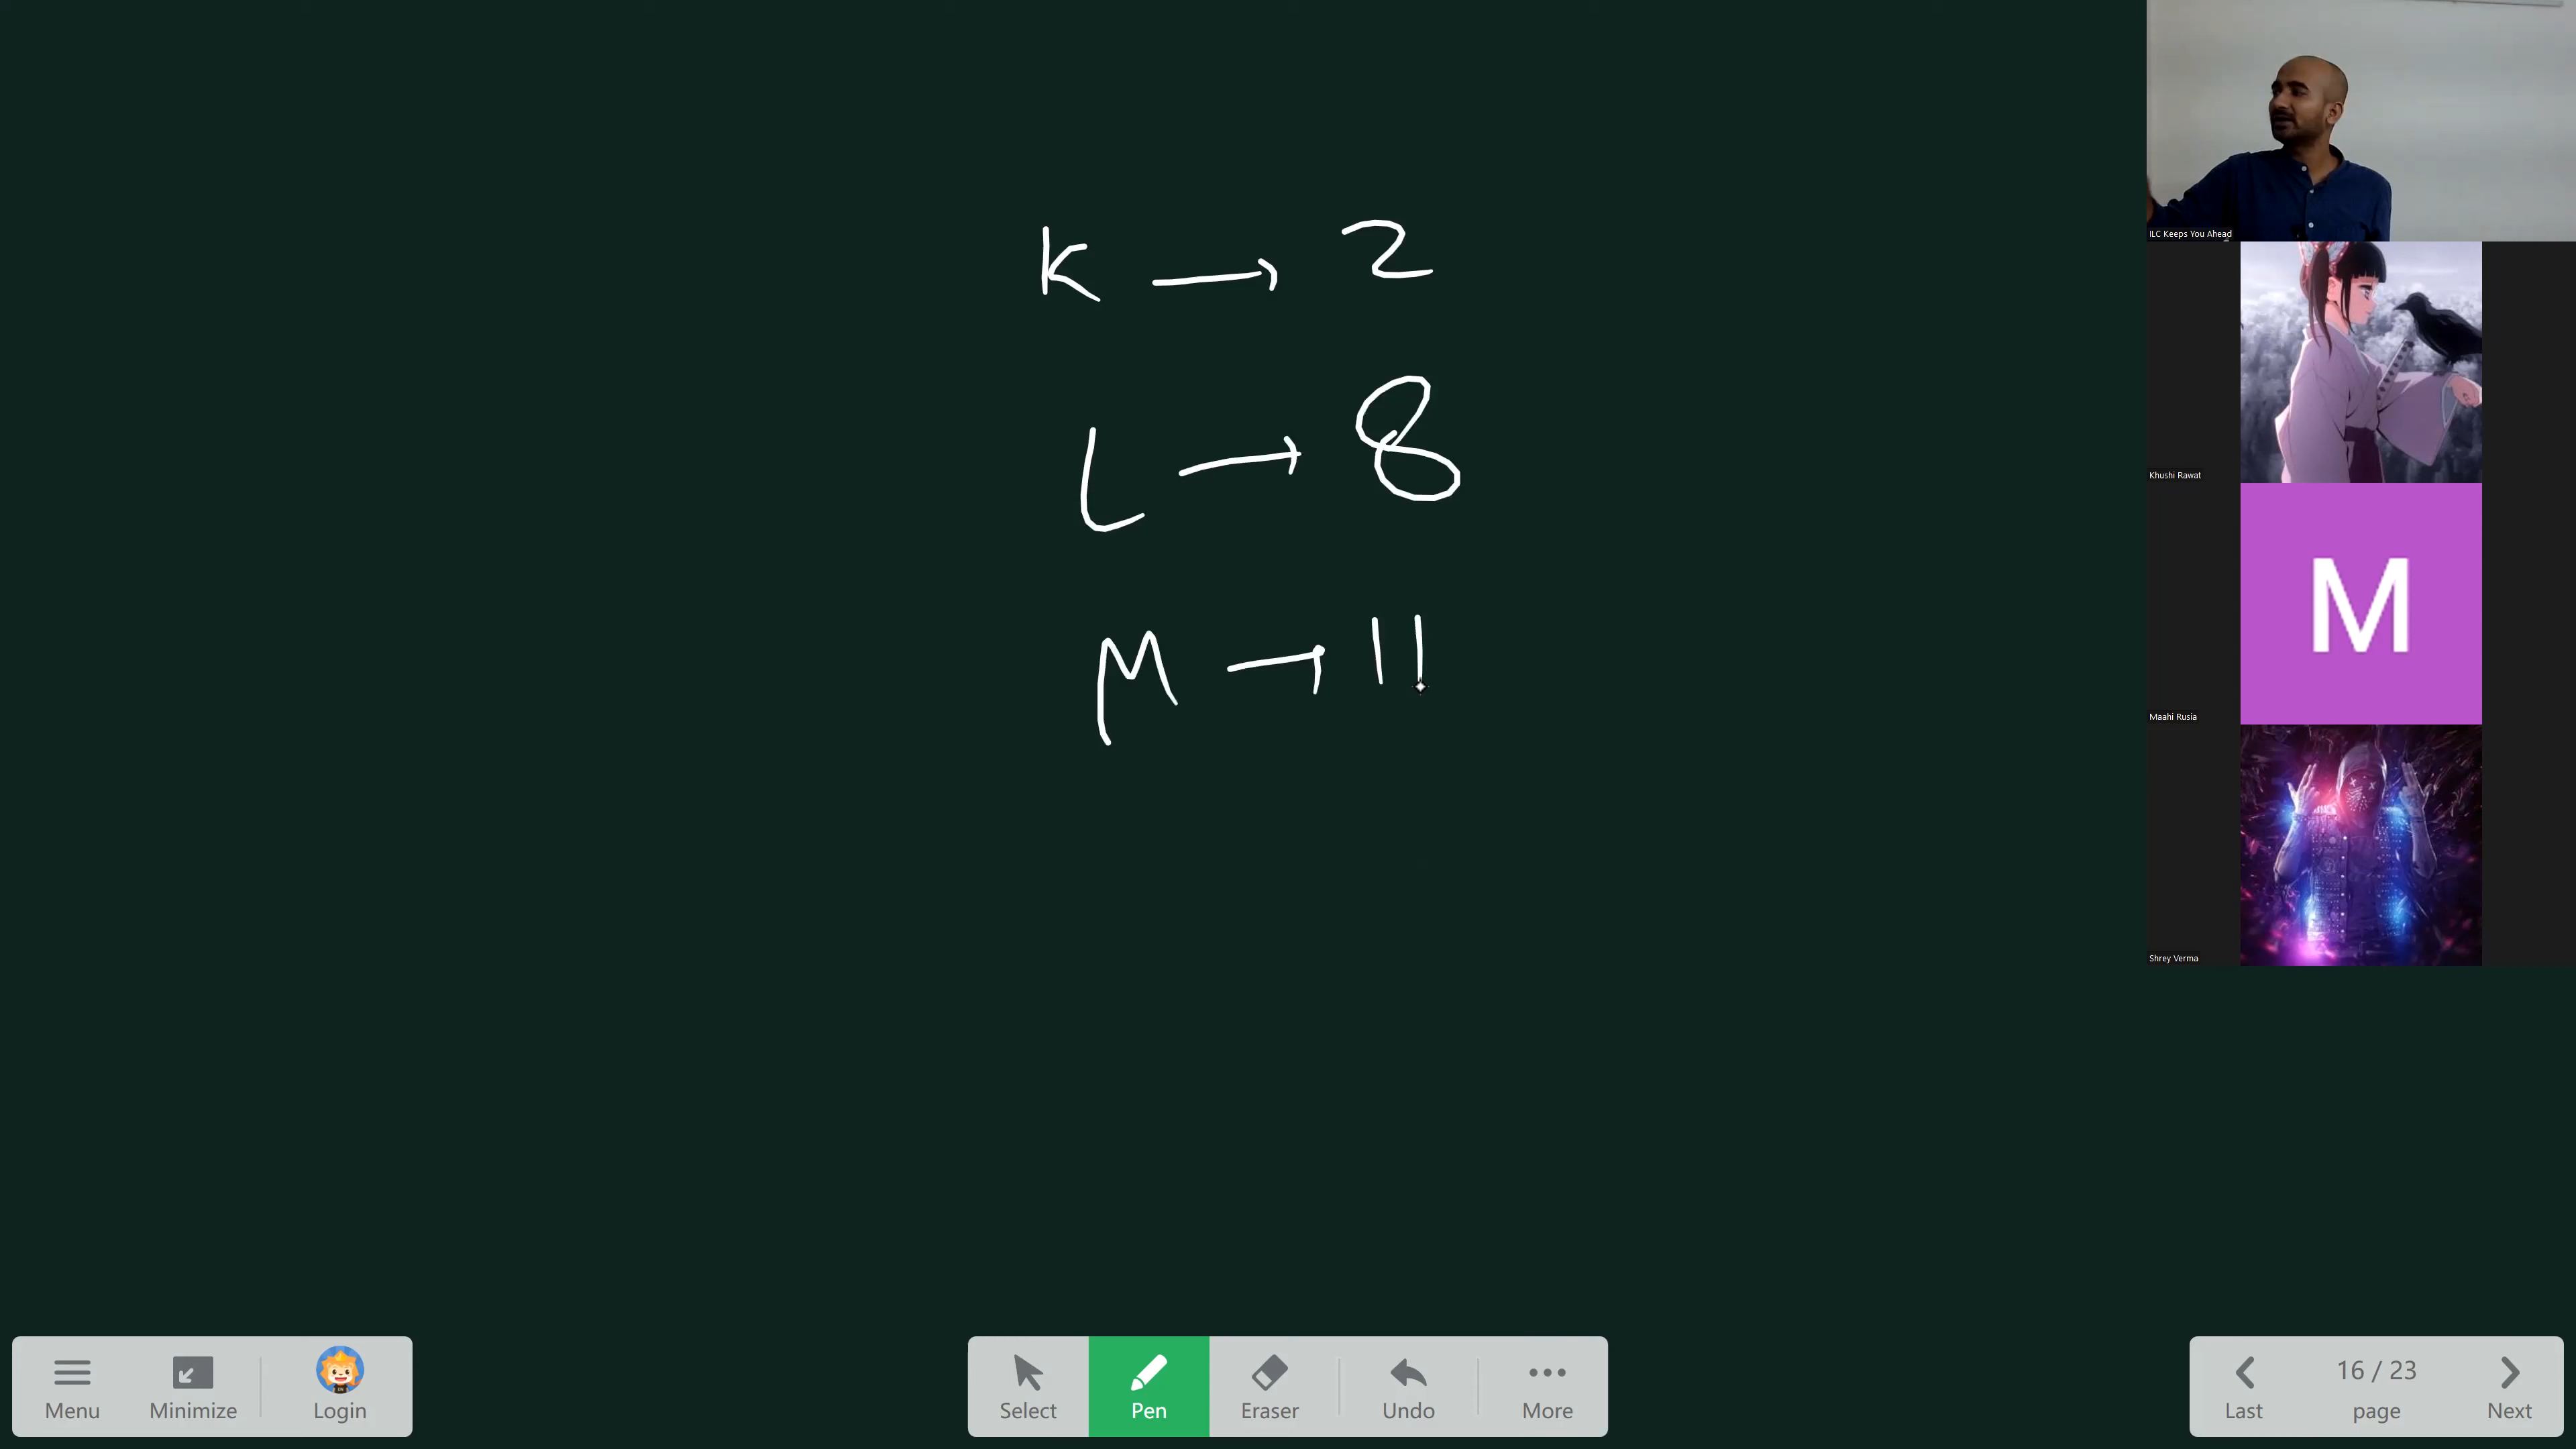 K → 2
L → 8
M → 11
ILC Keeps You Ahead
Khushi Rawat
M
Maahi Rusia
Shrey Verma
Menu Minimize Login
Select Pen Eraser Undo More
16 / 23
Last page Next